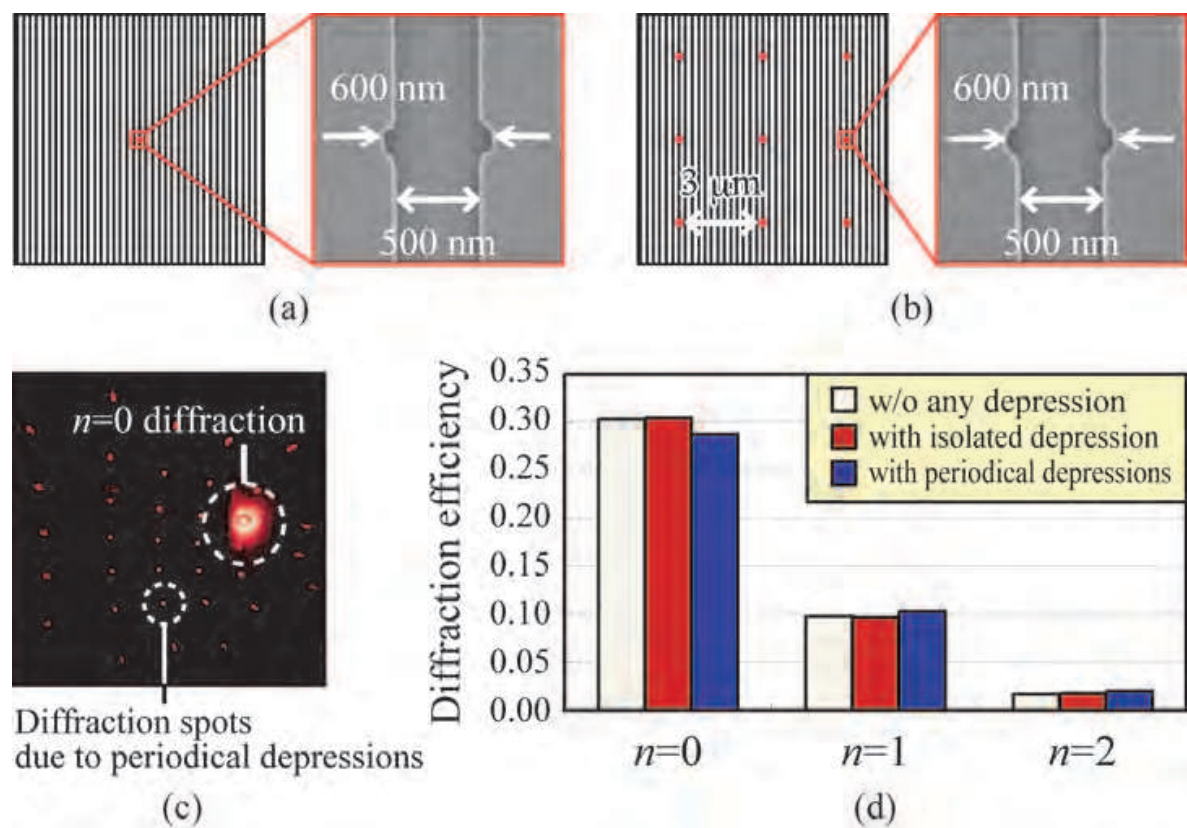 600 nm
500 nm
(a)
600 nm
3 μm
500 nm
(b)
n=0 diffraction
Diffraction spots
due to periodical depressions
(c)
Diffraction efficiency
0.35
0.30
0.25
0.20
0.15
0.10
0.05
0.00
w/o any depression
with isolated depression
with periodical depressions
n=0
n=1
n=2
(d)